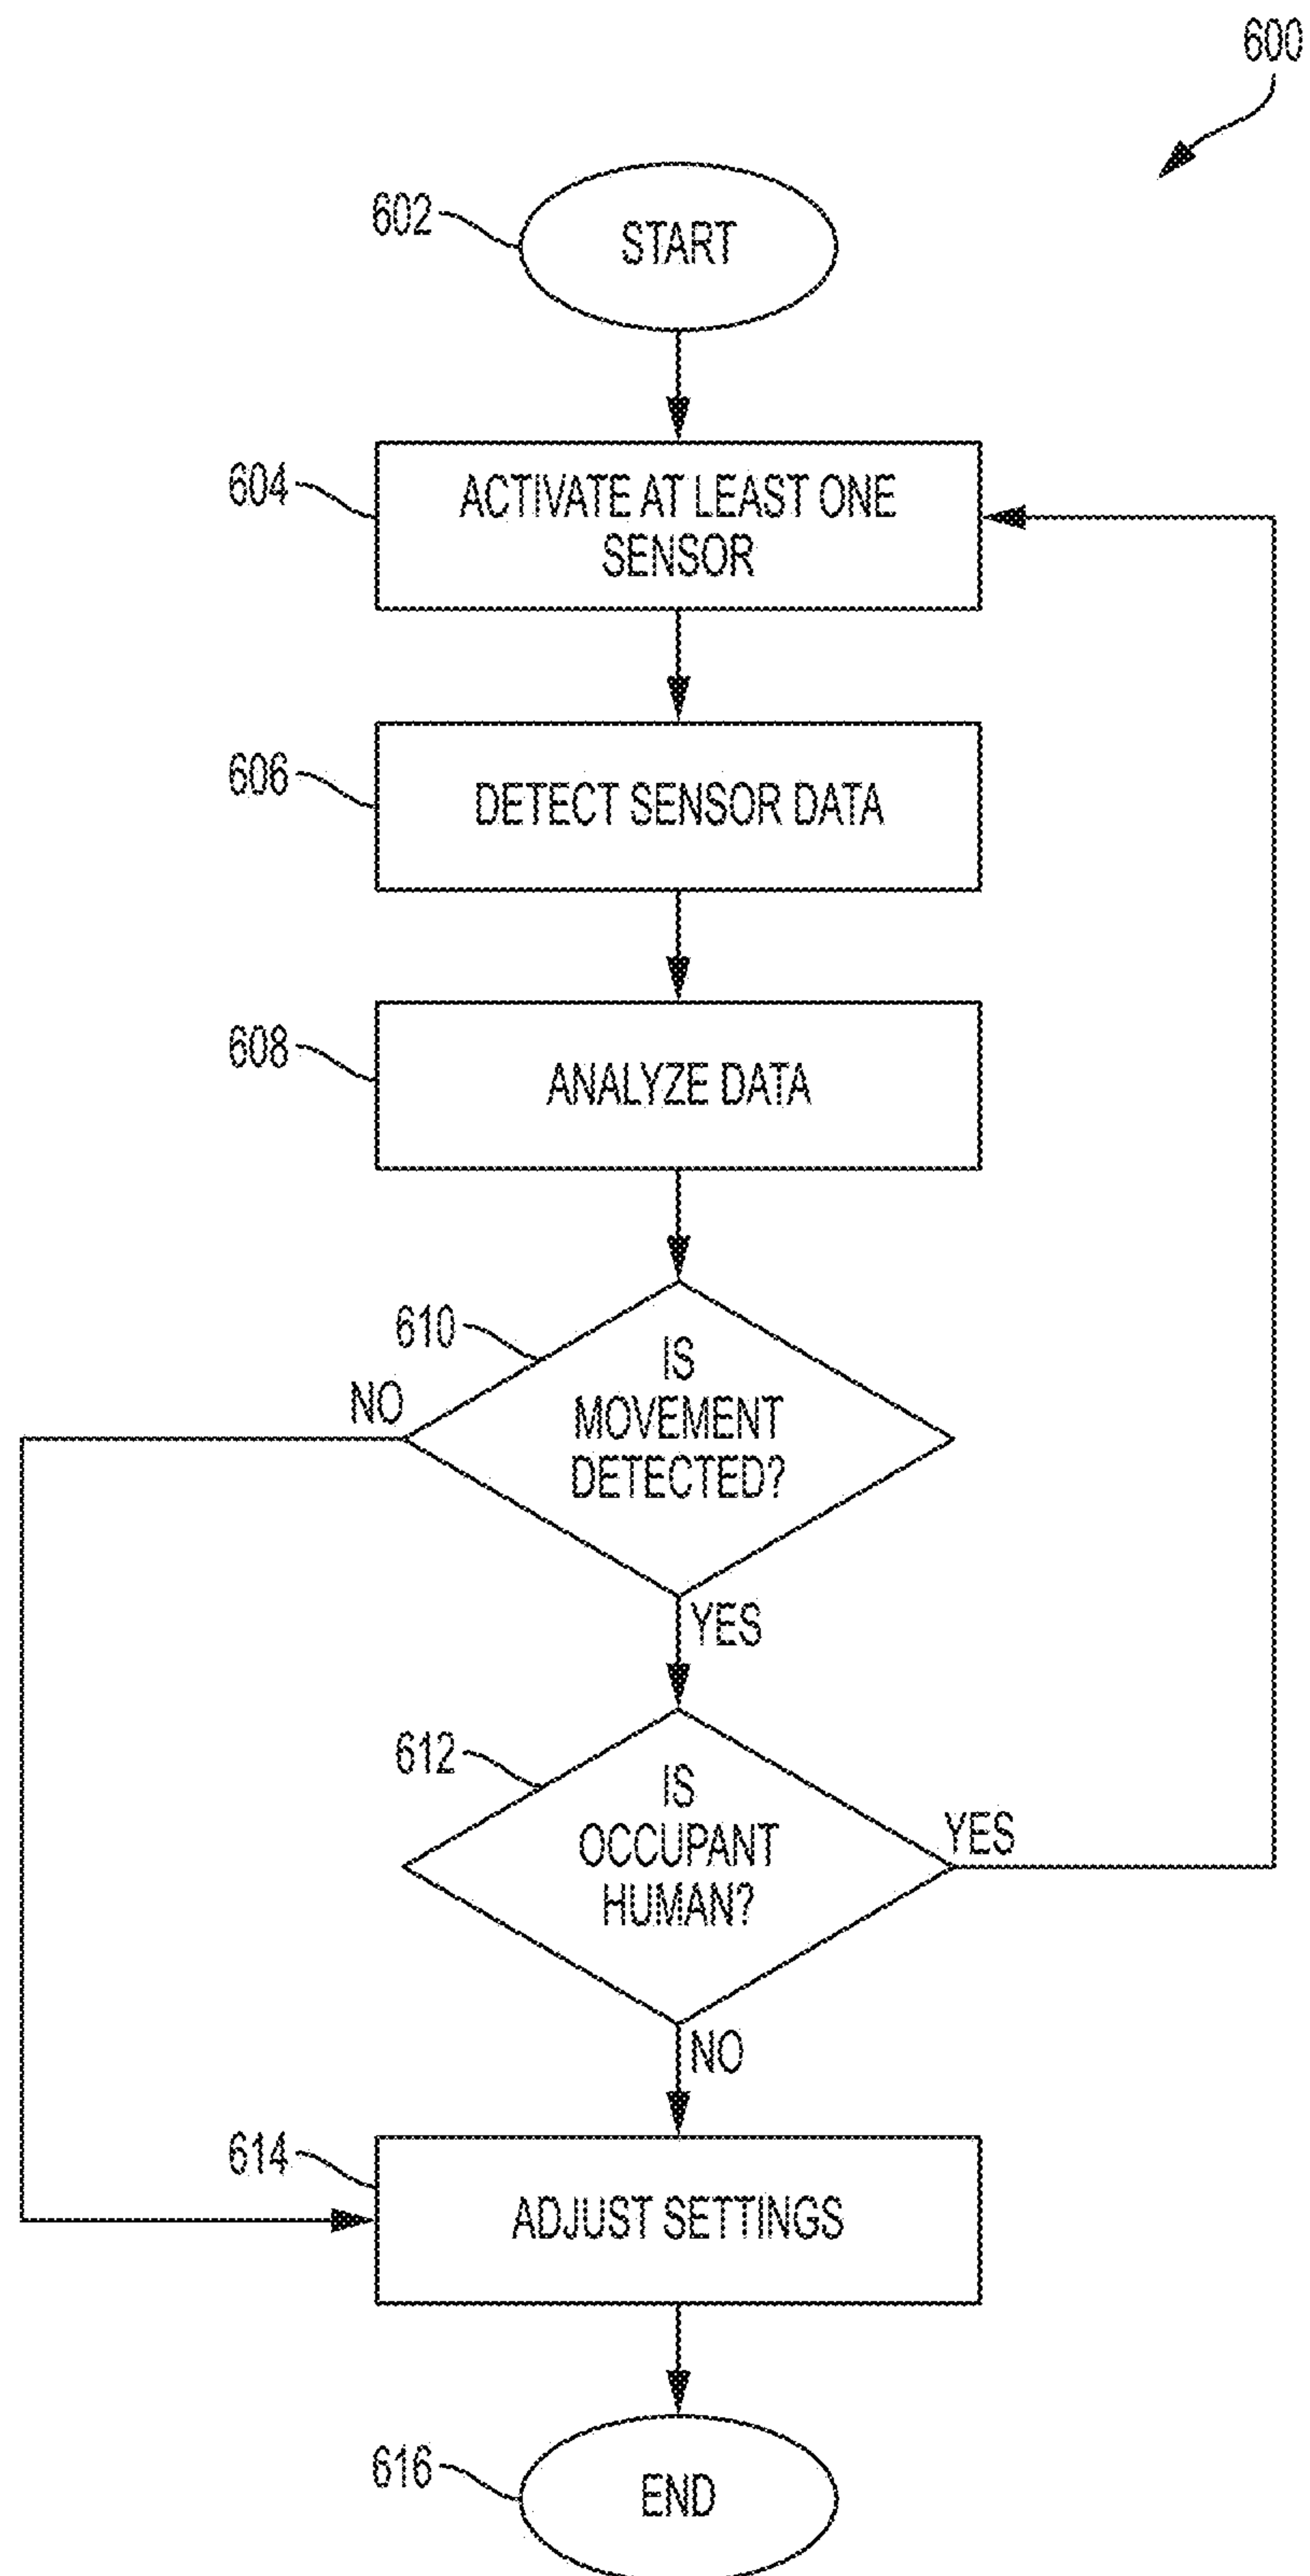 600
602
START
604
ACTIVATE AT LEAST ONE
SENSOR
606
DETECT SENSOR DATA
608
ANALYZE DATA
610
IS
MOVEMENT
DETECTED?
NO
YES
612
IS
OCCUPANT
HUMAN?
YES
NO
614
ADJUST SETTINGS
616
END